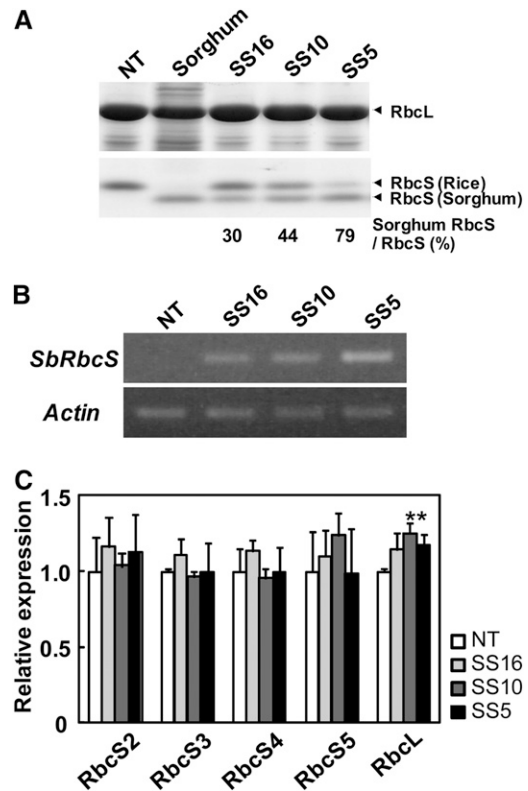 A
NT Sorghum SS16 SS10 SS5
RbcL
RbcS (Rice)
RbcS (Sorghum)
30 44 79 Sorghum RbcS
/ RbcS (%)
B
NT SS16 SS10 SS5
SbRbcS
Actin
C
Relative expression
1.5
1.0
0.5
0
**
NT
SS16
SS10
SS5
RbcS2 RbcS3 RbcS4 RbcS5 RbcL